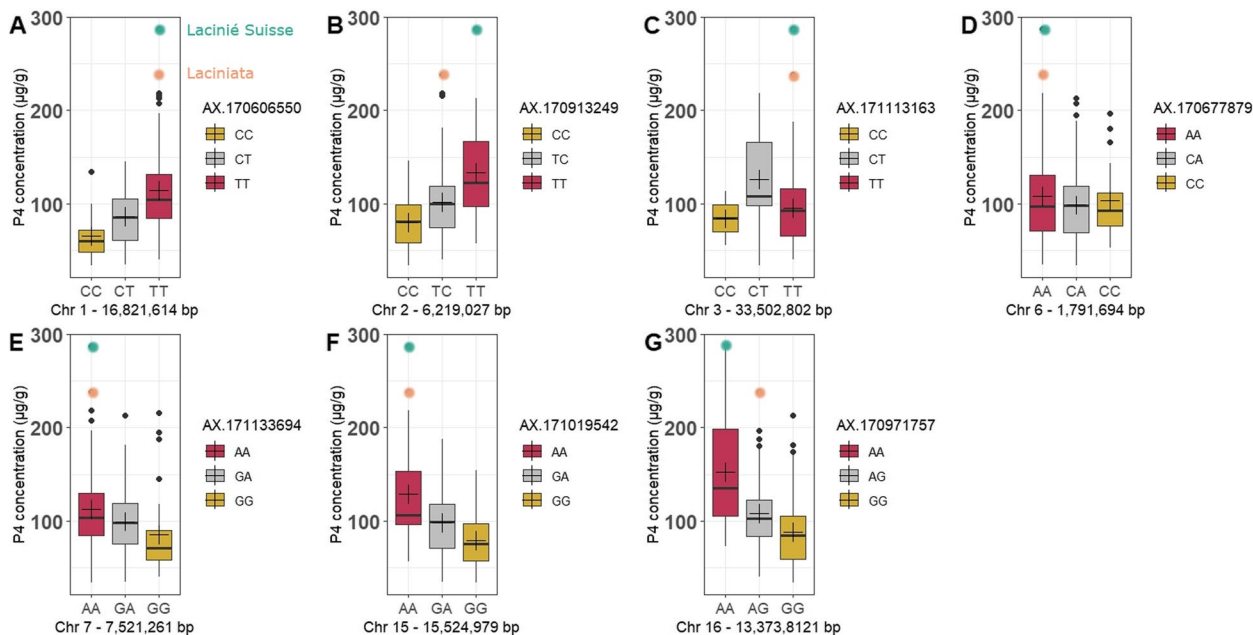 A
300
200
100
P4 concentration (µg/g)
Lacinié Suisse
Laciniata
AX.170606550
CC
CT
TT
CC CT TT
Chr 1 - 16,821,614 bp
B
300
200
100
P4 concentration (µg/g)
AX.170913249
CC
TC
TT
CC TC TT
Chr 2 - 6,219,027 bp
C
300
200
100
P4 concentration (µg/g)
AX.171113163
CC
CT
TT
CC CT TT
Chr 3 - 33,502,802 bp
D
300
200
100
P4 concentration (µg/g)
AX.170677879
AA
CA
CC
AA CA CC
Chr 6 - 1,791,694 bp
E
300
200
100
P4 concentration (µg/g)
AX.171133694
AA
GA
GG
AA GA GG
Chr 7 - 7,521,261 bp
F
300
200
100
P4 concentration (µg/g)
AX.171019542
AA
GA
GG
AA GA GG
Chr 15 - 15,524,979 bp
G
300
200
100
P4 concentration (µg/g)
AX.170971757
AA
AG
GG
AA AG GG
Chr 16 - 13,373,8121 bp